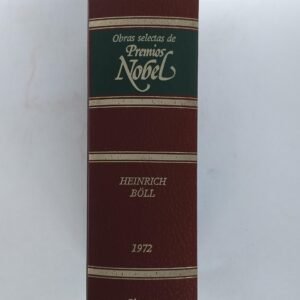 Obras selectas de
Premios
Nobel
HEINRICH
BÖLL
1972